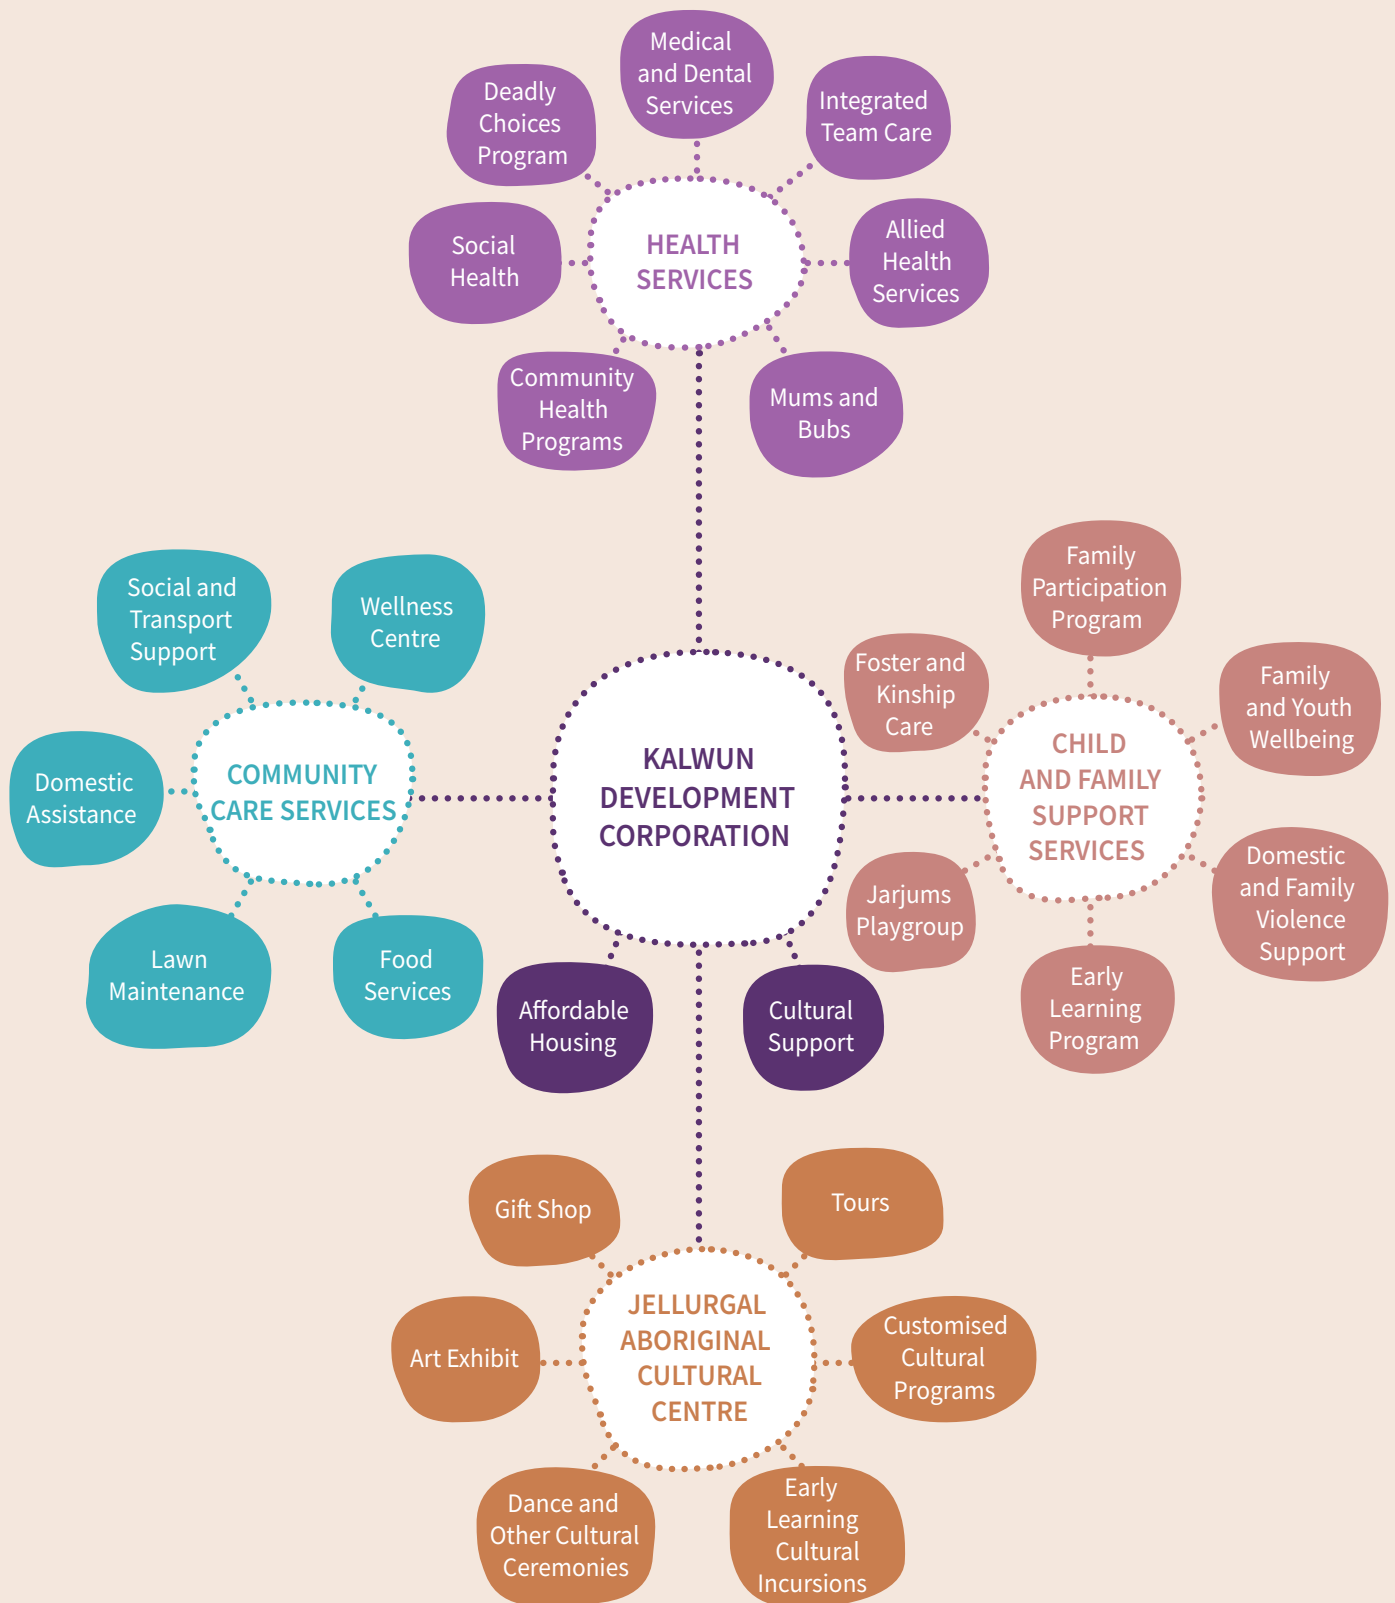 Medical
and Dental
Services
Deadly
Choices
Program
Integrated
Team Care
Social
Health
HEALTH
SERVICES
Allied
Health
Services
Community
Health
Programs
Mums and
Bubs
Social and
Transport
Support
Wellness
Centre
Domestic
Assistance
COMMUNITY
CARE SERVICES
Lawn
Maintenance
Food
Services
KALWUN
DEVELOPMENT
CORPORATION
Affordable
Housing
Cultural
Support
Family
Participation
Program
Foster and
Kinship
Care
Family
and Youth
Wellbeing
CHILD
AND FAMILY
SUPPORT
SERVICES
Jarjums
Playgroup
Domestic
and Family
Violence
Support
Early
Learning
Program
Gift Shop
Tours
Art Exhibit
JELLURGAL
ABORIGINAL
CULTURAL
CENTRE
Customised
Cultural
Programs
Dance and
Other Cultural
Ceremonies
Early
Learning
Cultural
Incursions